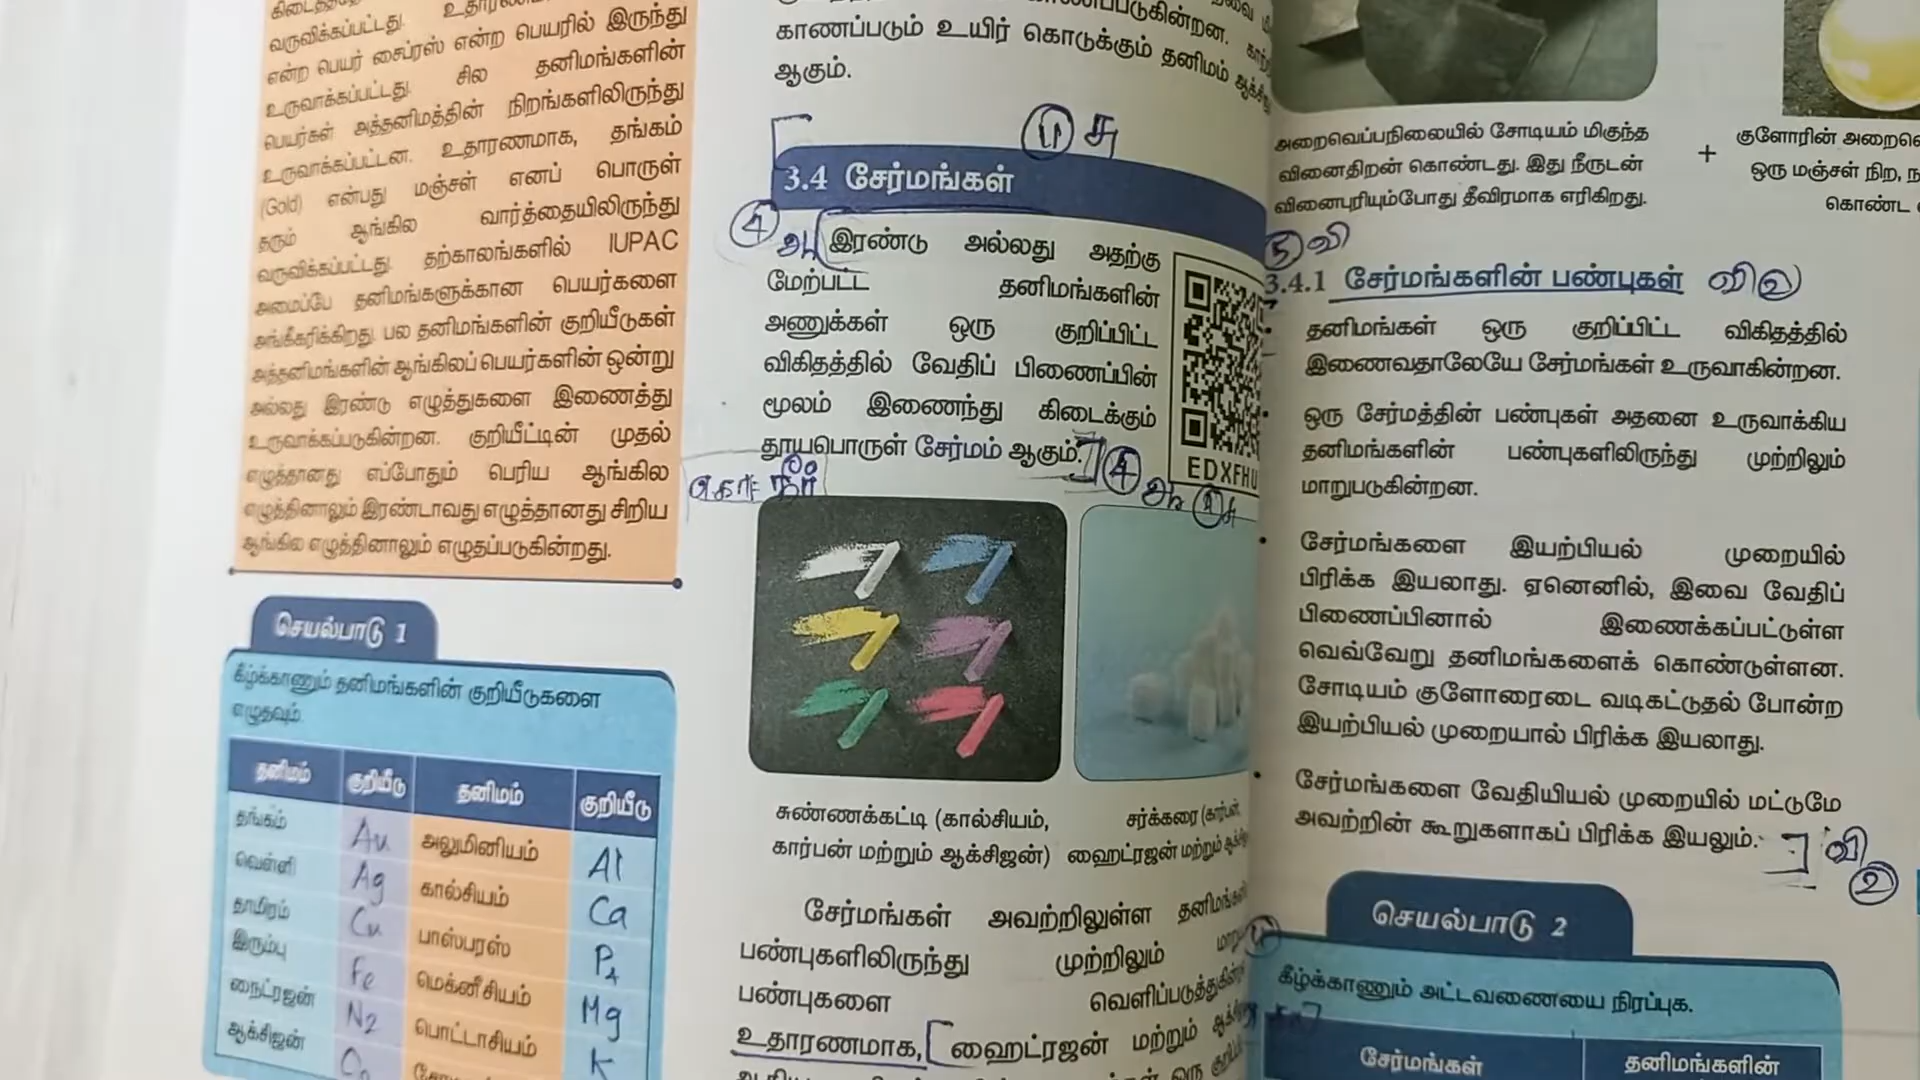 வருவிக்கப்பட்டது.
என்ற பெயர் சைப்ரஸ் என்ற பெயரில் இருந்து
உருவாக்கப்பட்டது. சில தனிமங்களின்
பெயர்கள் அத்தனிமத்தின் நிறங்களிலிருந்து
உருவாக்கப்பட்டன. உதாரணமாக, தங்கம்
(Gold) என்பது மஞ்சள் எனப் பொருள்
தரும் ஆங்கில வார்த்தையிலிருந்து
வருவிக்கப்பட்டது. தற்காலங்களில் IUPAC
அமைப்பே தனிமங்களுக்கான பெயர்களை
அங்கீகரிக்கிறது. பல தனிமங்களின் குறியீடுகள்
அத்தனிமங்களின் ஆங்கிலப் பெயர்களின் ஒன்று
அல்லது இரண்டு எழுத்துகளை இணைத்து
உருவாக்கப்படுகின்றன. குறியீட்டின் முதல்
எழுத்தானது எப்போதும் பெரிய ஆங்கில
எழுத்தினாலும் இரண்டாவது எழுத்தானது சிறிய
ஆங்கில எழுத்தினாலும் எழுதப்படுகின்றது.
செயல்பாடு 1
கீழ்க்காணும் தனிமங்களின் குறியீடுகளை
எழுதவும்.
தனிமம் குறியீடு தனிமம் குறியீடு
தங்கம் Au அலுமினியம் Al
வெள்ளி Ag கால்சியம் Ca
தாமிரம் Cu பாஸ்பரஸ் P4
இரும்பு Fe மெக்னீசியம் Mg
நைட்ரஜன் N2 பொட்டாசியம் K
ஆக்சிஜன்
காணப்படும் உயிர் கொடுக்கும் தனிமம்
ஆகும்.
3.4 சேர்மங்கள்
4 ஆ இரண்டு அல்லது அதற்கு
மேற்பட்ட தனிமங்களின்
அணுக்கள் ஒரு குறிப்பிட்ட
விகிதத்தில் வேதிப் பிணைப்பின்
மூலம் இணைந்து கிடைக்கும்
தூயபொருள் சேர்மம் ஆகும். 4
EDXFHU
சுண்ணக்கட்டி (கால்சியம்,
கார்பன் மற்றும் ஆக்சிஜன்)
சர்க்கரை (கார்பன்,
ஹைட்ரஜன் மற்றும்
சேர்மங்கள் அவற்றிலுள்ள
பண்புகளிலிருந்து முற்றிலும்
பண்புகளை
உதாரணமாக, ஹைட்ரஜன் மற்றும்
அறைவெப்பநிலையில் சோடியம் மிகுந்த
வினைதிறன் கொண்டது. இது நீருடன்
வினைபுரியும்போது தீவிரமாக எரிகிறது.
+
குளோரின்
ஒரு மஞ்சள் நிற,
கொண்ட
5 வி
3.4.1 சேர்மங்களின் பண்புகள் வி 2
• தனிமங்கள் ஒரு குறிப்பிட்ட விகிதத்தில்
இணைவதாலேயே சேர்மங்கள் உருவாகின்றன.
• ஒரு சேர்மத்தின் பண்புகள் அதனை உருவாக்கிய
தனிமங்களின் பண்புகளிலிருந்து முற்றிலும்
மாறுபடுகின்றன.
• சேர்மங்களை இயற்பியல் முறையில்
பிரிக்க இயலாது. ஏனெனில், இவை வேதிப்
பிணைப்பினால் இணைக்கப்பட்டுள்ள
வெவ்வேறு தனிமங்களைக் கொண்டுள்ளன.
சோடியம் குளோரைடை வடிகட்டுதல் போன்ற
இயற்பியல் முறையால் பிரிக்க இயலாது.
• சேர்மங்களை வேதியியல் முறையில் மட்டுமே
அவற்றின் கூறுகளாகப் பிரிக்க இயலும். வி
2
செயல்பாடு 2
கீழ்க்காணும் அட்டவணையை நிரப்புக.
சேர்மங்கள் தனிமங்களின்